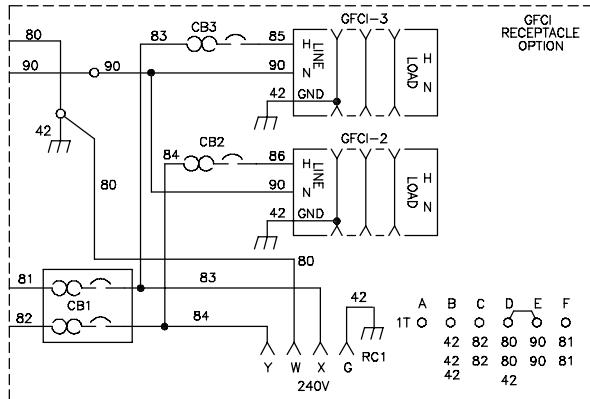 GFCI
RECEPTACLE
OPTION
GFCI-3
CB3
80
83
85
H
LINE
LOAD
H
90
90
90
N
N
42
GND
42
CB2
GFCI-2
84
86
H
LINE
LOAD
H
80
90
N
N
42
GND
80
81
83
CB1
82
84
42
RC1
Y W X G
240V
A B C D E F
1T
42 82 80 90 81
42 82 80 90 81
42 42